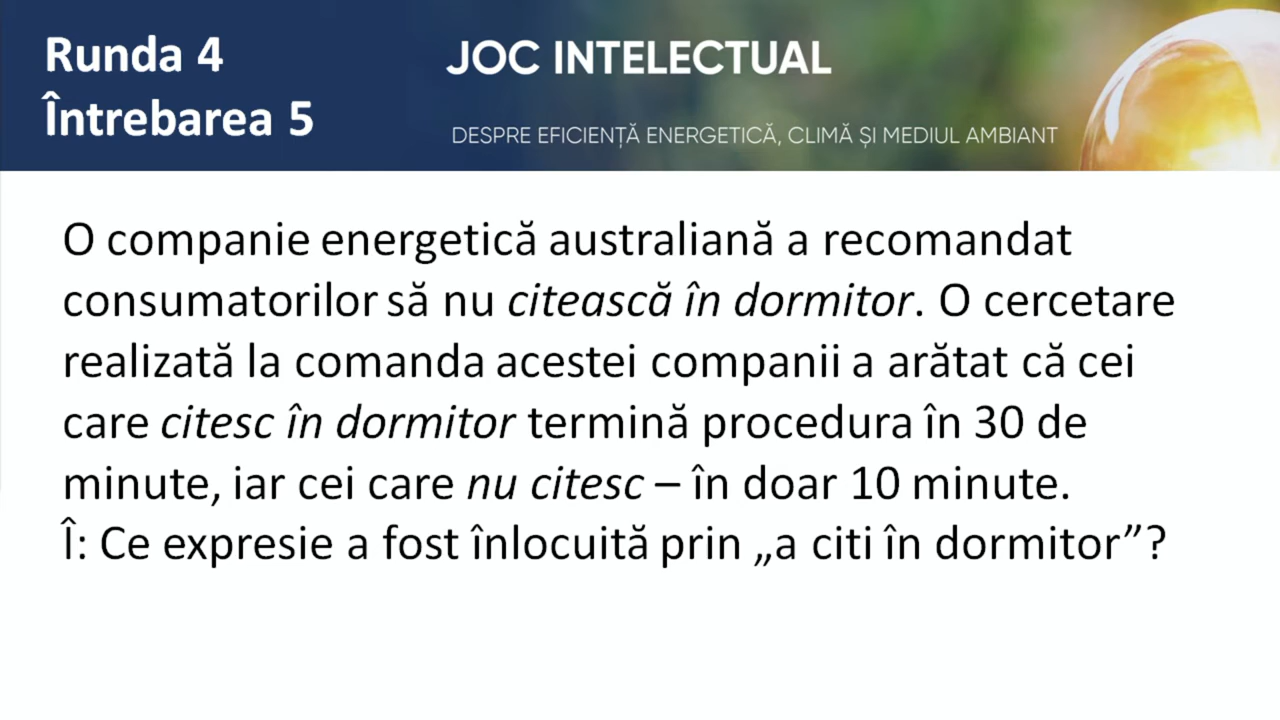 Runda 4
Întrebarea 5
JOC INTELECTUAL
DESPRE EFICIENȚĂ ENERGETICĂ, CLIMĂ ȘI MEDIUL AMBIANT
O companie energetică australiană a recomandat
consumatorilor să nu citească în dormitor. O cercetare
realizată la comanda acestei companii a arătat că cei
care citesc în dormitor termină procedura în 30 de
minute, iar cei care nu citesc – în doar 10 minute.
Î: Ce expresie a fost înlocuită prin „a citi în dormitor”?